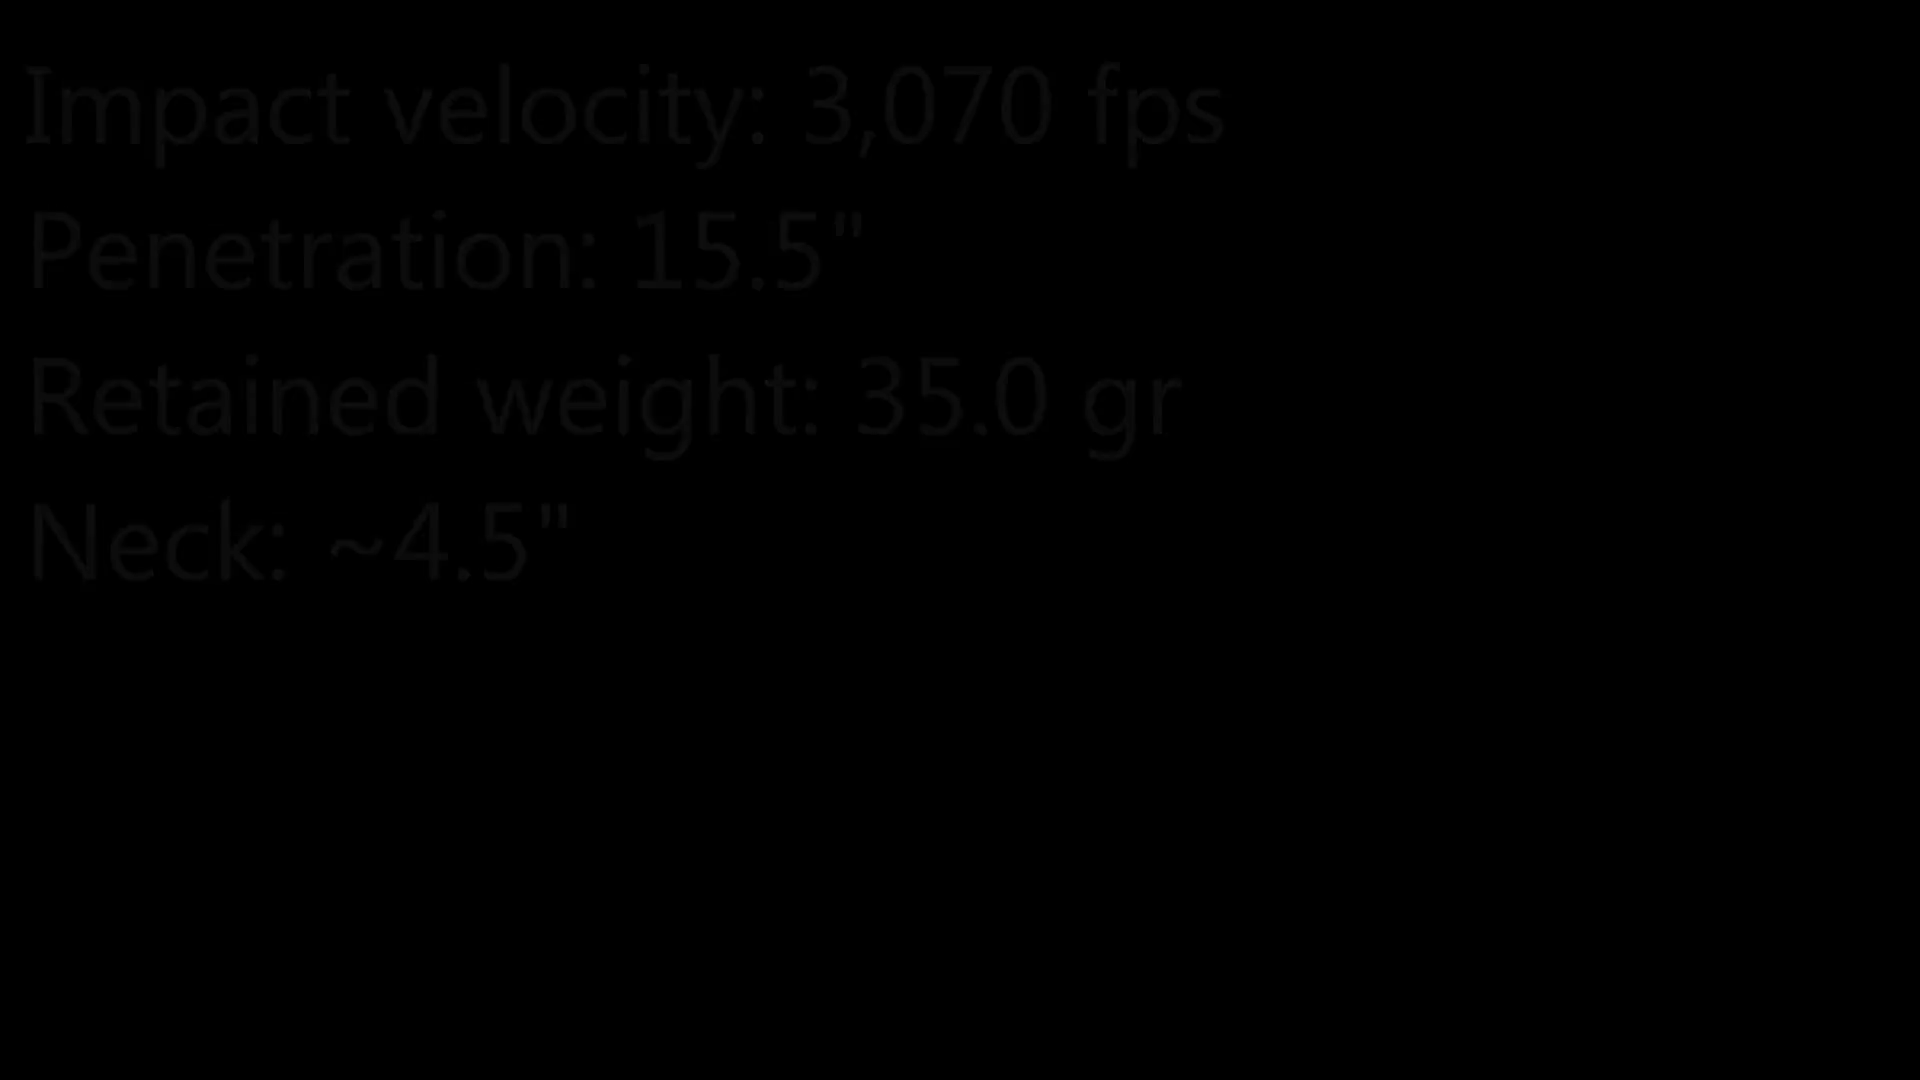 Impact velocity: 3,070 fps
Penetration: 15.5"
Retained weight: 35.0 gr
Neck: ~4.5"